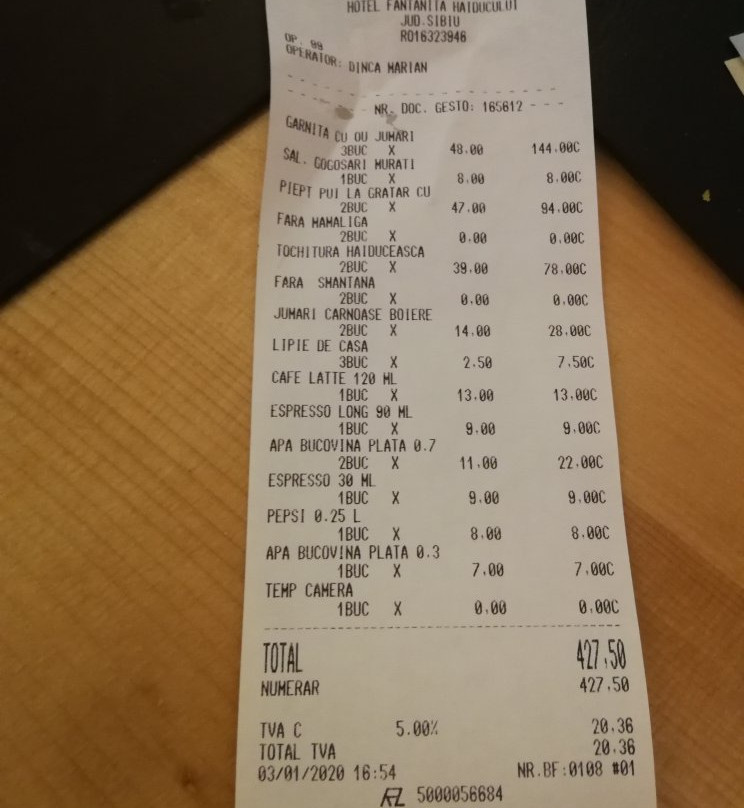 HOTEL FANTANITA HAIDUCULUI
JUD.SIBIU
RO16323946
OP. 99
OPERATOR: DINCA MARIAN
- - - - - - - - - - - - - - - - - - - -
- - - NR. DOC. GESTO: 165612 - - -
GARNITA CU OU JUMARI
3BUC X 48.00 144.00C
SAL. GOGOSARI MURATI
1BUC X 8.00 8.00C
PIEPT PUI LA GRATAR CU
2BUC X 47.00 94.00C
FARA MAMALIGA
2BUC X 0.00 0.00C
TOCHITURA HAIDUCEASCA
2BUC X 39.00 78.00C
FARA SMANTANA
2BUC X 0.00 0.00C
JUMARI CARNOASE BOIERE
2BUC X 14.00 28.00C
LIPIE DE CASA
3BUC X 2.50 7.50C
CAFE LATTE 120 ML
1BUC X 13.00 13.00C
ESPRESSO LONG 90 ML
1BUC X 9.00 9.00C
APA BUCOVINA PLATA 0.7
2BUC X 11.00 22.00C
ESPRESSO 30 ML
1BUC X 9.00 9.00C
PEPSI 0.25 L
1BUC X 8.00 8.00C
APA BUCOVINA PLATA 0.3
1BUC X 7.00 7.00C
TEMP CAMERA
1BUC X 0.00 0.00C
TOTAL 427,50
NUMERAR 427.50
TVA C 5.00% 20.36
TOTAL TVA 20.36
03/01/2020 16:54 NR.BF:0108 #01
5000056684